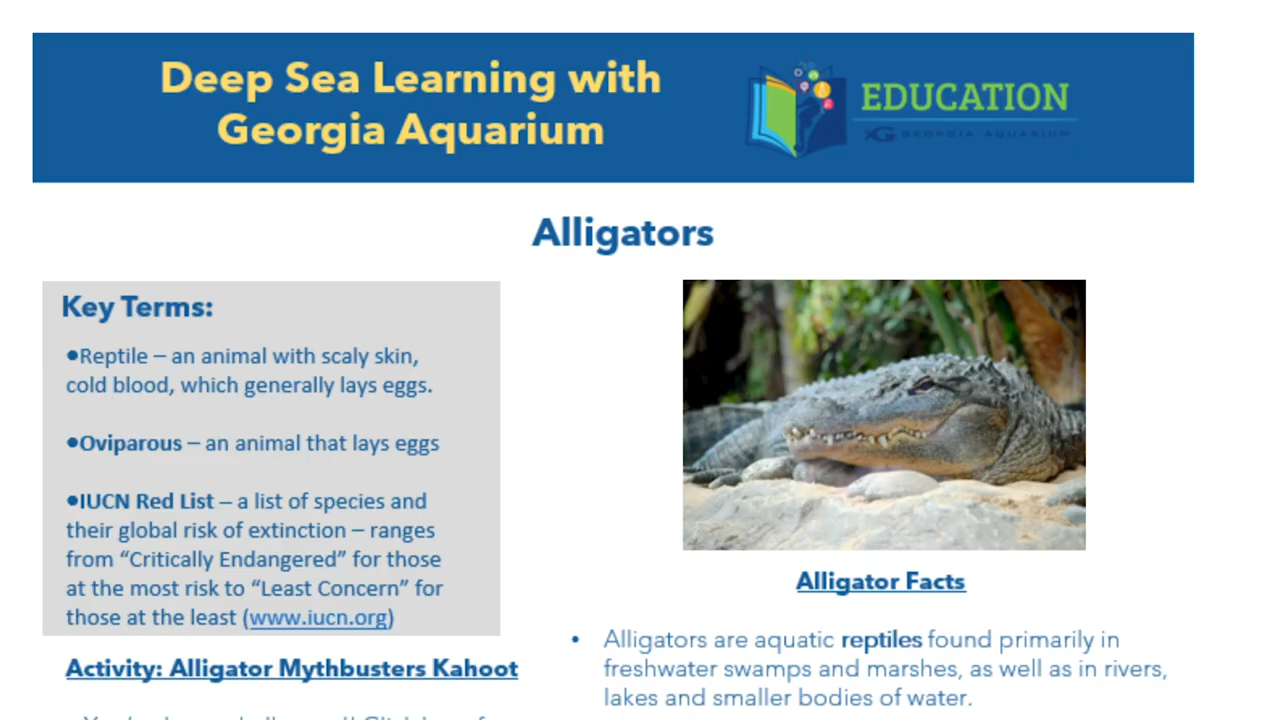 Deep Sea Learning with
Georgia Aquarium
EDUCATION
GEORGIA AQUARIUM
Alligators
Key Terms:
•Reptile – an animal with scaly skin,
cold blood, which generally lays eggs.
•Oviparous – an animal that lays eggs
•IUCN Red List – a list of species and
their global risk of extinction – ranges
from “Critically Endangered” for those
at the most risk to “Least Concern” for
those at the least (www.iucn.org)
Activity: Alligator Mythbusters Kahoot
Alligator Facts
• Alligators are aquatic reptiles found primarily in
freshwater swamps and marshes, as well as in rivers,
lakes and smaller bodies of water.